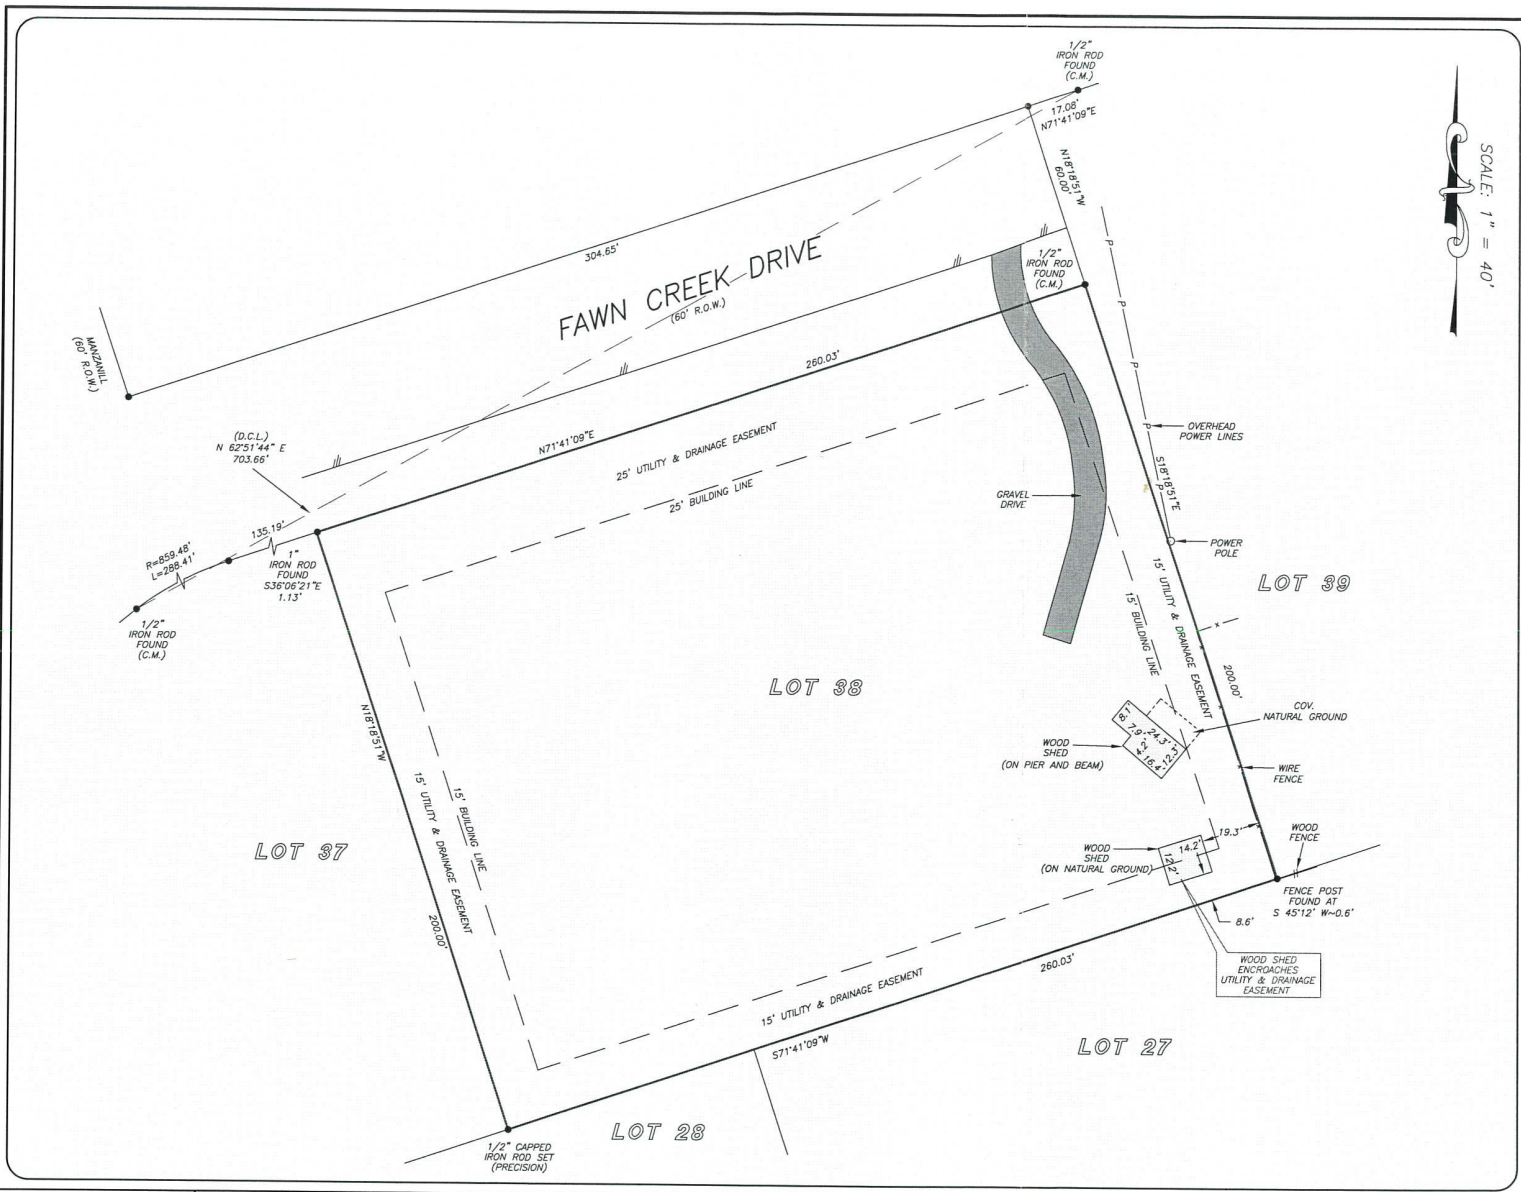 SCALE: 1" = 40'
1/2"
IRON ROD
FOUND
(C.M.)
17.08'
N71°41'09"E
N18°18'51"W
60.00'
304.65'
FAWN CREEK DRIVE
(60' R.O.W.)
1/2"
IRON ROD
FOUND
(C.M.)
MANZANILL
(60' R.O.W.)
260.03'
N71°41'09"E
(D.C.L.)
N 62°51'44" E
703.66'
25' UTILITY & DRAINAGE EASEMENT
25' BUILDING LINE
OVERHEAD
POWER LINES
P
P
P
P
P
S18°18'51"E
GRAVEL
DRIVE
POWER
POLE
135.19'
R=859.48'
L=288.41'
1"
IRON ROD
FOUND
S36°06'21"E
1.13'
1/2"
IRON ROD
FOUND
(C.M.)
LOT 39
15' UTILITY & DRAINAGE EASEMENT
15' BUILDING LINE
200.00'
LOT 38
COV.
NATURAL GROUND
8.1'
7.9'
24.3'
4.2'
16.4'
12.3'
WOOD
SHED
(ON PIER AND BEAM)
WIRE
FENCE
N18°18'51"W
15' UTILITY & DRAINAGE EASEMENT
15' BUILDING LINE
200.00'
LOT 37
WOOD
SHED
(ON NATURAL GROUND)
14.2'
12.2'
19.3'
WOOD
FENCE
FENCE POST
FOUND AT
S 45°12' W~0.6'
8.6'
WOOD SHED
ENCROACHES
UTILITY & DRAINAGE
EASEMENT
260.03'
15' UTILITY & DRAINAGE EASEMENT
S71°41'09"W
LOT 27
LOT 28
1/2" CAPPED
IRON ROD SET
(PRECISION)